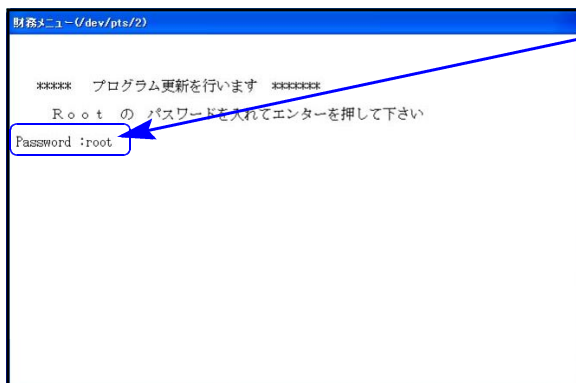 財務メニュー(/dev/pts/2)
***** プログラム更新を行います *******
Ｒｏｏｔ の パスワードを入れてエンターを押して下さい
Password :root